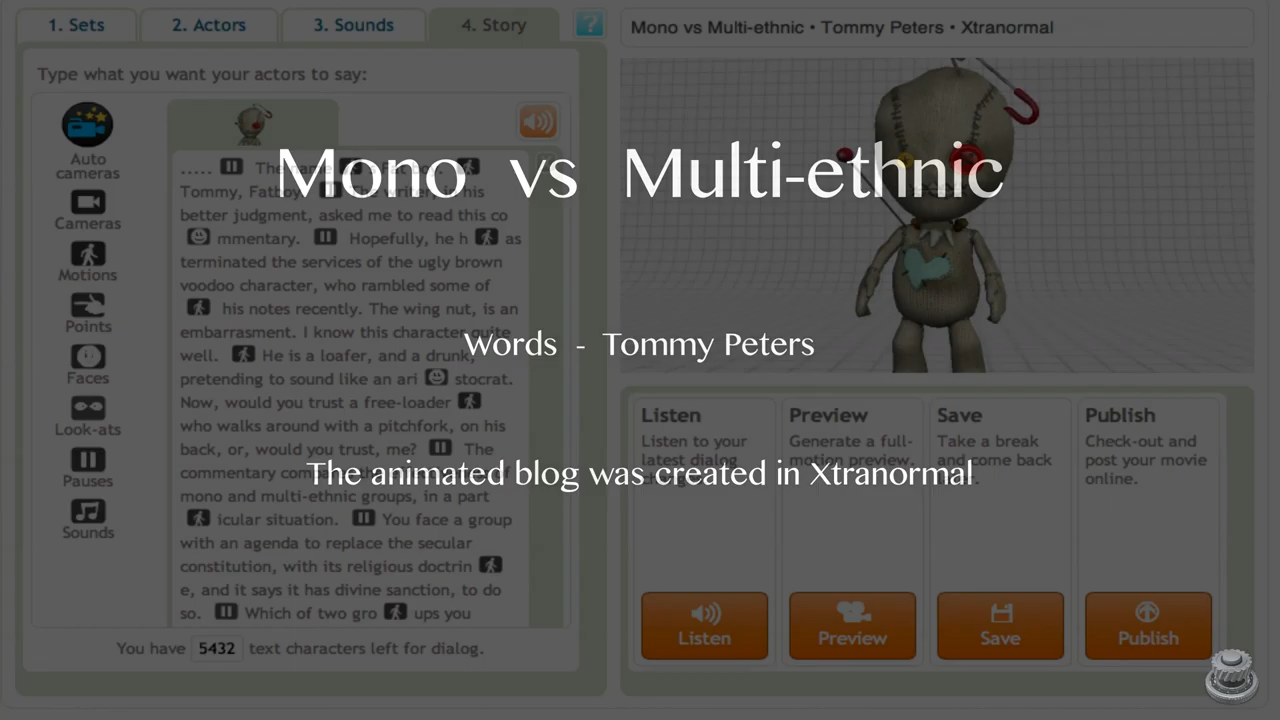 1. Sets
2. Actors
3. Sounds
4. Story
?
Mono vs Multi-ethnic • Tommy Peters • Xtranormal
Type what you want your actors to say:
Auto
cameras
Cameras
Motions
Points
Faces
Look-ats
Pauses
Sounds
Mono vs Multi-ethnic
Words - Tommy Peters
The animated blog was created in Xtranormal
..... The name
Tommy, Fatboy. The writer, in his
better judgment, asked me to read this co
mmentary. Hopefully, he h as
terminated the services of the ugly brown
voodoo character, who rambled some of
his notes recently. The wing nut, is an
embarrasment. I know this character quite
well. He is a loafer, and a drunk,
pretending to sound like an ari stocrat.
Now, would you trust a free-loader
who walks around with a pitchfork, on his
back, or, would you trust, me? The
commentary
mono and multi-ethnic groups, in a part
icular situation. You face a group
with an agenda to replace the secular
constitution, with its religious doctrin
e, and it says it has divine sanction, to do
so. Which of two gro ups you
You have 5432 text characters left for dialog.
Listen
Listen to your
latest dialog
Listen
Preview
Generate a full-
motion preview.
Preview
Save
Take a break
and come back
Save
Publish
Check-out and
post your movie
online.
Publish